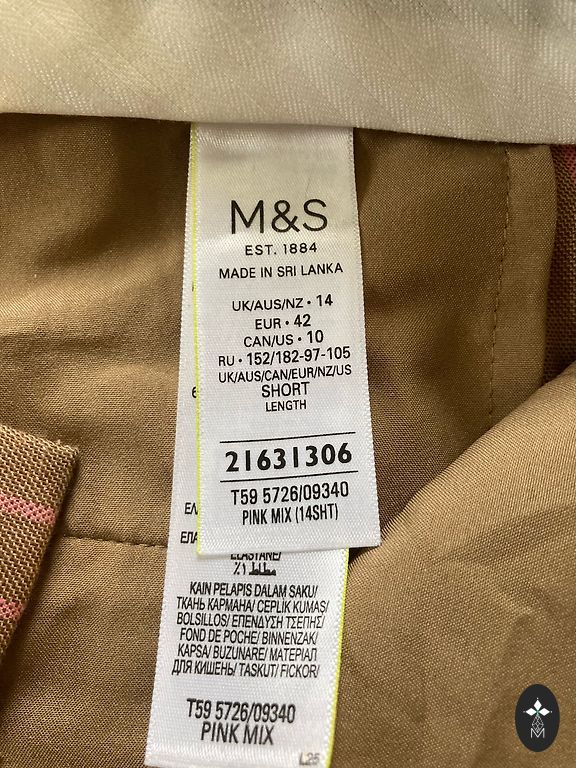 M&S
EST. 1884
MADE IN SRI LANKA
UK/AUS/NZ • 14
EUR • 42
CAN/US • 10
RU • 152/182-97-105
UK/AUS/CAN/EUR/NZ/US
SHORT
LENGTH
21631306
T59 5726/09340
PINK MIX (14SHT)
ELASTANE/
KAIN PELAPIS DALAM SAKU/
ТКАНЬ КАРМАНА/ CEPLIK KUMAŞ/
BOLSILLOS/ ΕΠΕΝΔΥΣΗ ΤΣΕΠΗΣ/
FOND DE POCHE/ BINNENZAK/
KAPSA/ BUZUNARE/ МАТЕРІАЛ
ДЛЯ КИШЕНЬ/ TASKUT/ FICKOR/
T59 5726/09340
PINK MIX
L25
M